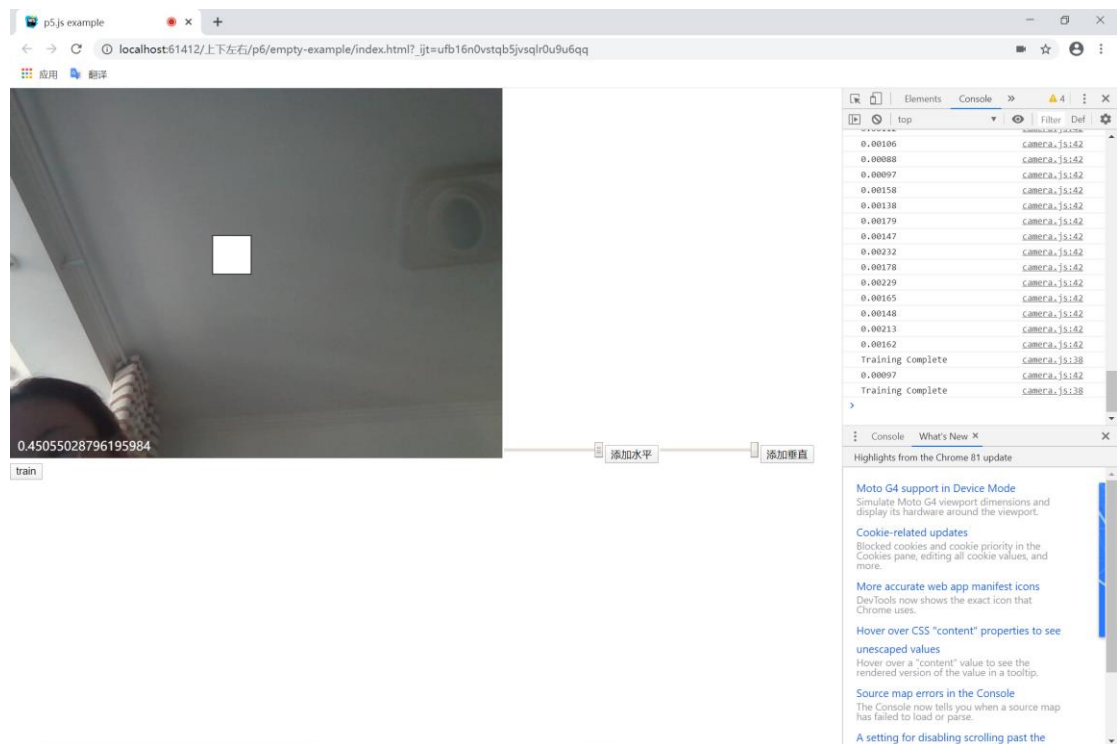 p5.js example
localhost:61412/上下左右/p6/empty-example/index.html?_ijt=ufb16n0vstqb5jvsqlr0u9u6qq
应用 翻译
Elements Console » 4
top Filter Def
0.00106 camera.js:42
0.00088 camera.js:42
0.00097 camera.js:42
0.00158 camera.js:42
0.00138 camera.js:42
0.00179 camera.js:42
0.00147 camera.js:42
0.00232 camera.js:42
0.00178 camera.js:42
0.00229 camera.js:42
0.00165 camera.js:42
0.00148 camera.js:42
0.00213 camera.js:42
0.00162 camera.js:42
Training Complete camera.js:38
0.00097 camera.js:42
Training Complete camera.js:38
0.45055028796195984
添加水平 添加垂直
train
Console What's New ×
Highlights from the Chrome 81 update
Moto G4 support in Device Mode
Simulate Moto G4 viewport dimensions and
display its hardware around the viewport.
Cookie-related updates
Blocked cookies and cookie priority in the
Cookies pane, editing all cookie values, and
more.
More accurate web app manifest icons
DevTools now shows the exact icon that
Chrome uses.
Hover over CSS "content" properties to see
unescaped values
Hover over a "content" value to see the
rendered version of the value in a tooltip.
Source map errors in the Console
The Console now tells you when a source map
has failed to load or parse.
A setting for disabling scrolling past the